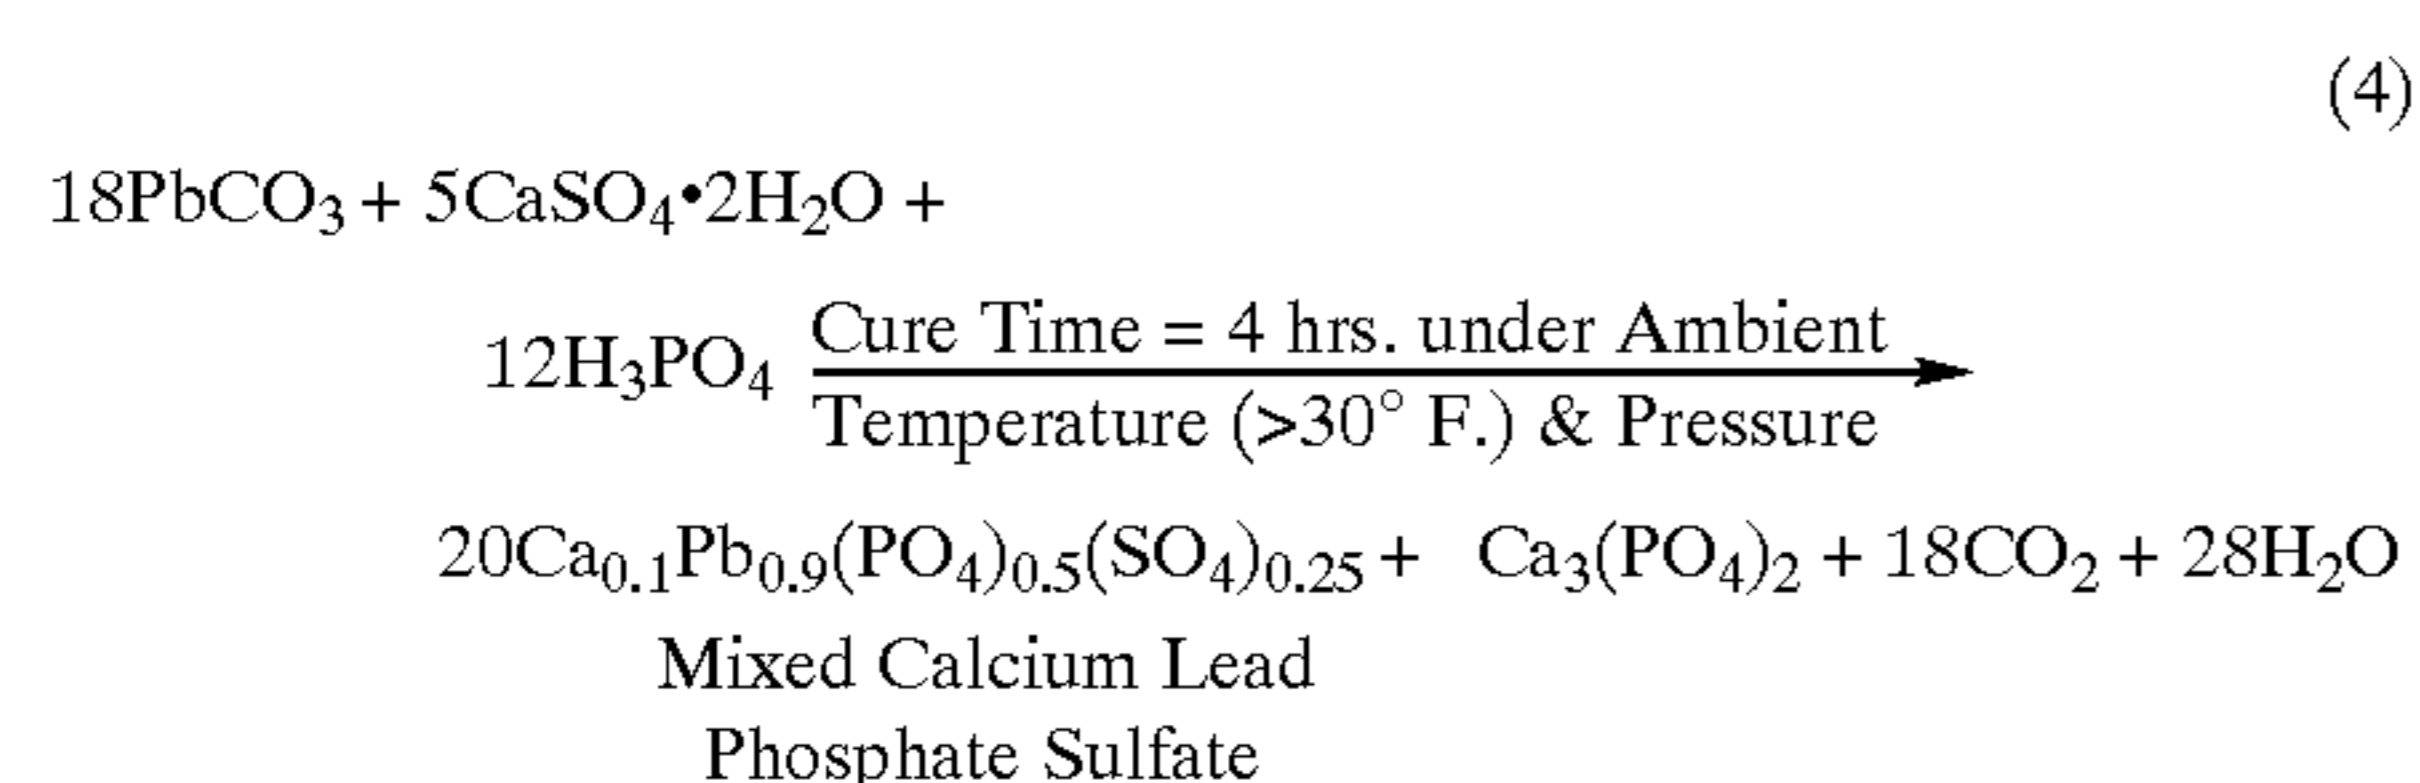 (4)
18PbCO₃ + 5CaSO₄•2H₂O +
12H₃PO₄ Cure Time = 4 hrs. under Ambient
Temperature (>30° F.) & Pressure
20Ca₀.₁Pb₀.₉(PO₄)₀.₅(SO₄)₀.₂₅ + Ca₃(PO₄)₂ + 18CO₂ + 28H₂O
Mixed Calcium Lead
Phosphate Sulfate